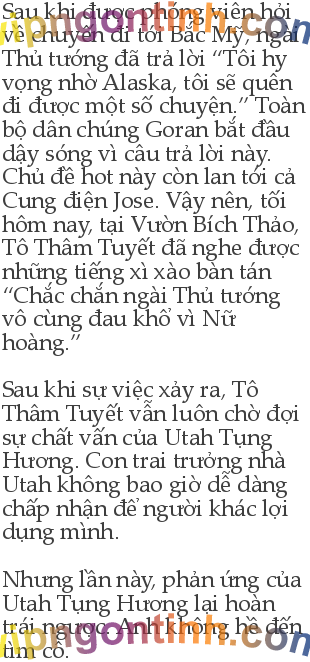 Sau khi được phóng viên hỏi
về chuyến đi tới Bắc Mỹ, ngài
Thủ tướng đã trả lời “Tôi hy
vọng nhờ Alaska, tôi sẽ quên
đi được một số chuyện.” Toàn
bộ dân chúng Goran bắt đầu
dậy sóng vì câu trả lời này.
Chủ đề hot này còn lan tới cả
Cung điện Jose. Vậy nên, tối
hôm nay, tại Vườn Bích Thảo,
Tô Thâm Tuyết đã nghe được
những tiếng xì xào bàn tán
“Chắc chắn ngài Thủ tướng
vô cùng đau khổ vì Nữ
hoàng.”
Sau khi sự việc xảy ra, Tô
Thâm Tuyết vẫn luôn chờ đợi
sự chất vấn của Utah Tụng
Hương. Con trai trưởng nhà
Utah không bao giờ dễ dàng
chấp nhận để người khác lợi
dụng mình.
Nhưng lần này, phản ứng của
Utah Tụng Hương lại hoàn
trái ngược. Anh không hề đến
tìm cô.
vipngontinh.com
vipngontinh.com